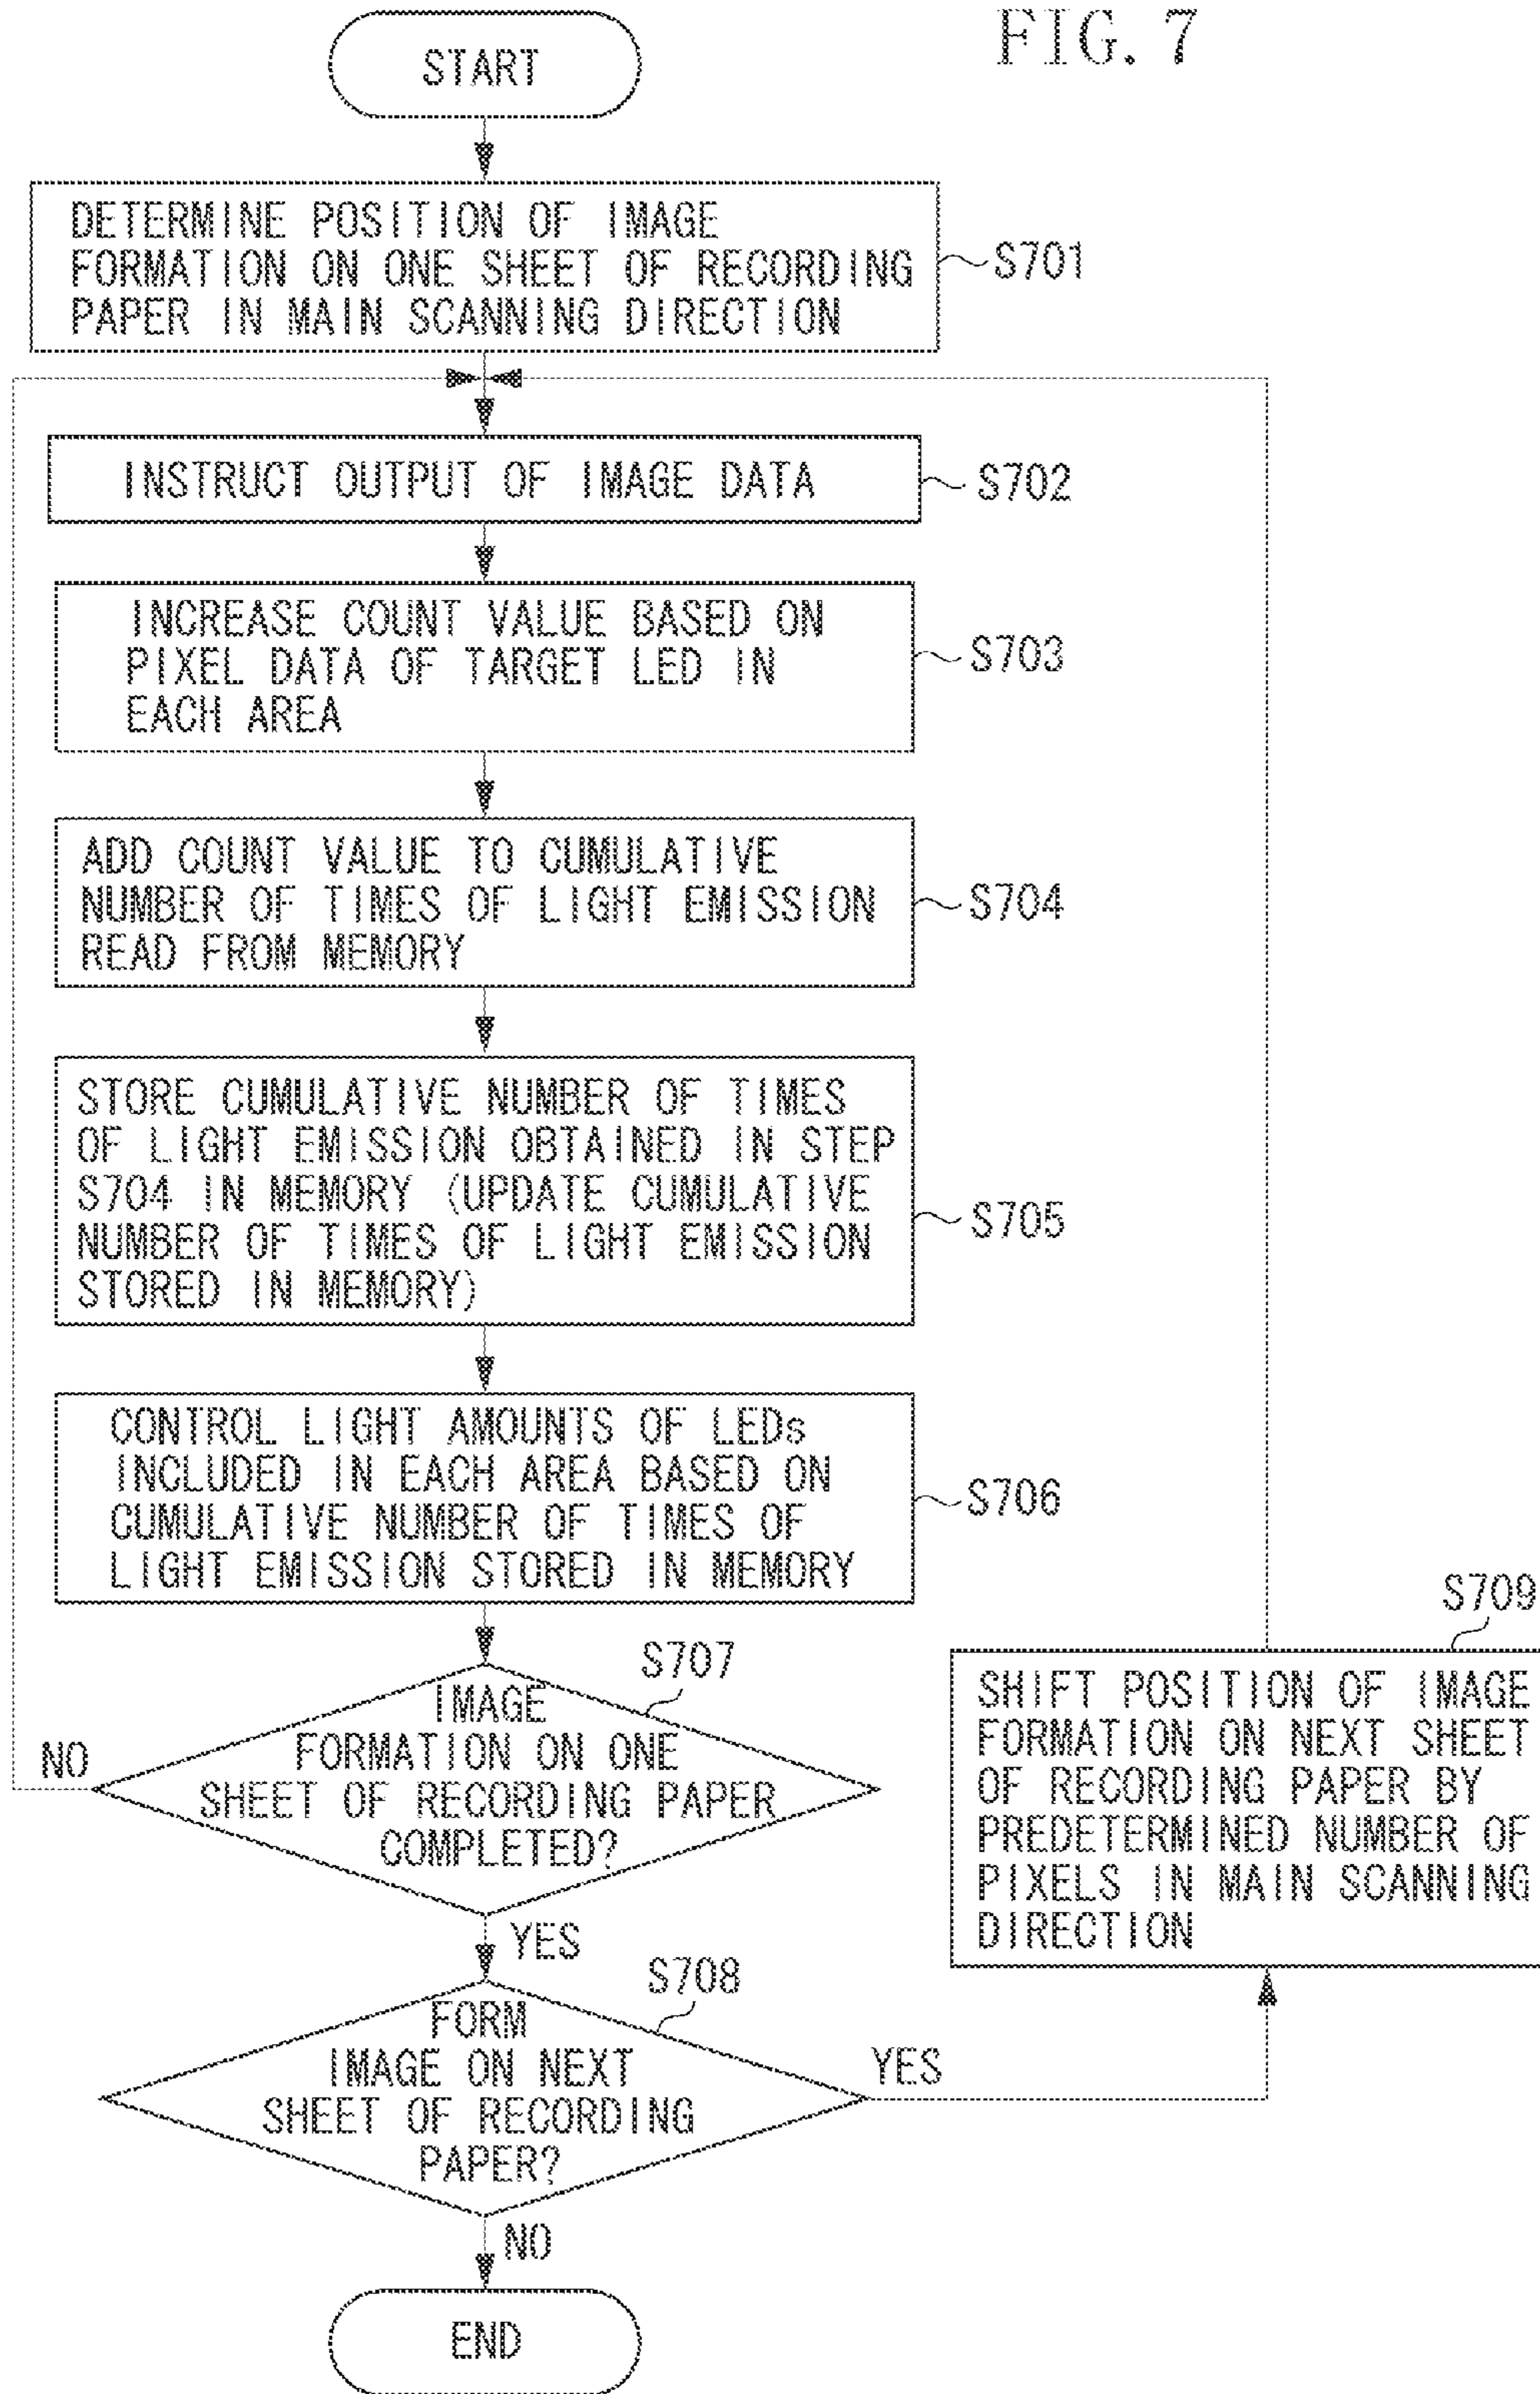 FIG. 7
START
DETERMINE POSITION OF IMAGE
FORMATION ON ONE SHEET OF RECORDING
PAPER IN MAIN SCANNING DIRECTION
S701
INSTRUCT OUTPUT OF IMAGE DATA
S702
INCREASE COUNT VALUE BASED ON
PIXEL DATA OF TARGET LED IN
EACH AREA
S703
ADD COUNT VALUE TO CUMULATIVE
NUMBER OF TIMES OF LIGHT EMISSION
READ FROM MEMORY
S704
STORE CUMULATIVE NUMBER OF TIMES
OF LIGHT EMISSION OBTAINED IN STEP
S704 IN MEMORY (UPDATE CUMULATIVE
NUMBER OF TIMES OF LIGHT EMISSION
STORED IN MEMORY)
S705
CONTROL LIGHT AMOUNTS OF LEDs
INCLUDED IN EACH AREA BASED ON
CUMULATIVE NUMBER OF TIMES OF
LIGHT EMISSION STORED IN MEMORY
S706
S707
IMAGE
FORMATION ON ONE
SHEET OF RECORDING PAPER
COMPLETED?
NO
YES
S708
FORM
IMAGE ON NEXT
SHEET OF RECORDING
PAPER?
YES
NO
S709
SHIFT POSITION OF IMAGE
FORMATION ON NEXT SHEET
OF RECORDING PAPER BY
PREDETERMINED NUMBER OF
PIXELS IN MAIN SCANNING
DIRECTION
END